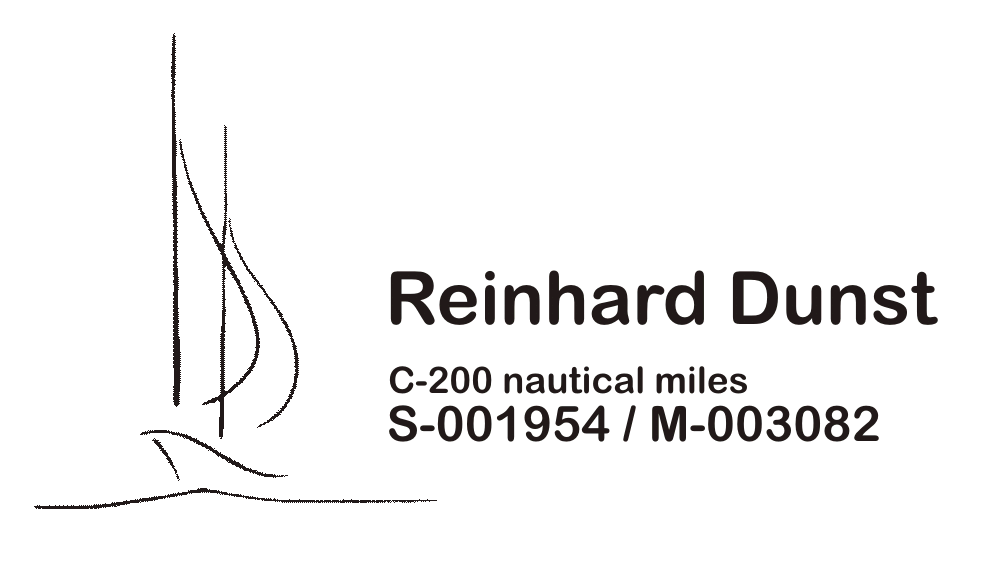 Reinhard Dunst
C-200 nautical miles
S-001954 / M-003082